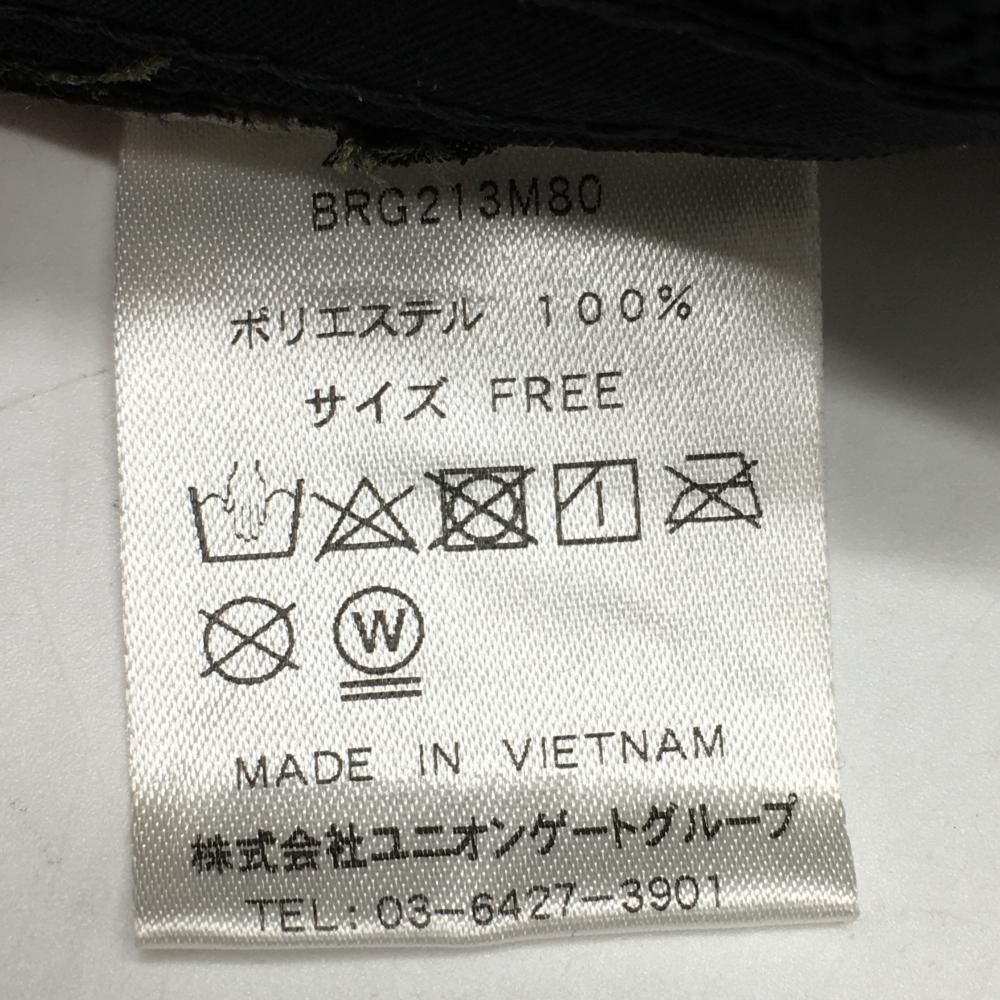 BRG213M80
ポリエステル 100%
サイズ FREE
W
MADE IN VIETNAM
株式会社ユニオンゲートグループ
TEL: 03-6427-3901